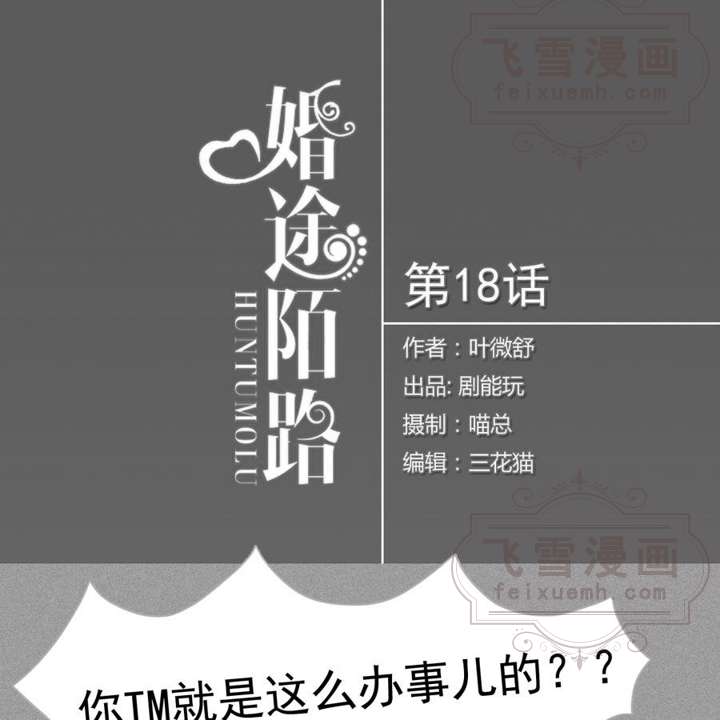 飞雪漫画
feixuemh.com
婚途陌路
HUNTUMOLU
第18话
作者：叶微舒
出品: 剧能玩
摄制：喵总
编辑：三花猫
飞雪漫画
feixuemh.com
你TM就是这么办事儿的？？